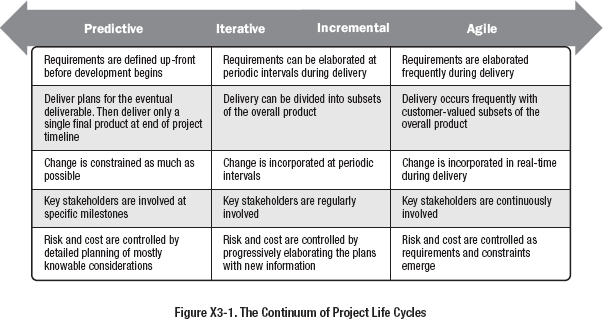 Predictive Iterative Incremental Agile
Requirements are defined up-front
before development begins
Requirements can be elaborated at
periodic intervals during delivery
Requirements are elaborated
frequently during delivery
Deliver plans for the eventual
deliverable. Then deliver only a
single final product at end of project
timeline
Delivery can be divided into subsets
of the overall product
Delivery occurs frequently with
customer-valued subsets of the
overall product
Change is constrained as much as
possible
Change is incorporated at periodic
intervals
Change is incorporated in real-time
during delivery
Key stakeholders are involved at
specific milestones
Key stakeholders are regularly
involved
Key stakeholders are continuously
involved
Risk and cost are controlled by
detailed planning of mostly
knowable considerations
Risk and cost are controlled by
progressively elaborating the plans
with new information
Risk and cost are controlled as
requirements and constraints
emerge
Figure X3-1. The Continuum of Project Life Cycles